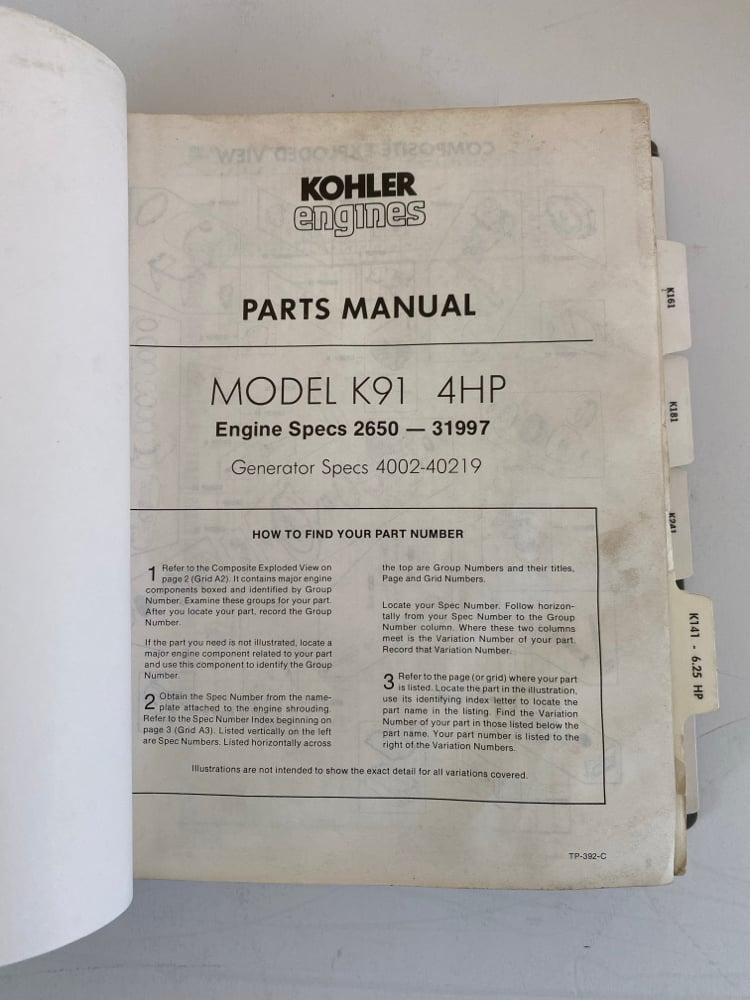 COMPOSITE EXPLODED VIEW
KOHLER
engines
PARTS MANUAL
MODEL K91 4HP
Engine Specs 2650 — 31997
Generator Specs 4002-40219
HOW TO FIND YOUR PART NUMBER
1 Refer to the Composite Exploded View on
page 2 (Grid A2). It contains major engine
components boxed and identified by Group
Number. Examine these groups for your part.
After you locate your part, record the Group
Number.
If the part you need is not illustrated, locate a
major engine component related to your part
and use this component to identify the Group
Number.
2 Obtain the Spec Number from the name-
plate attached to the engine shrouding.
Refer to the Spec Number Index beginning on
page 3 (Grid A3). Listed vertically on the left
are Spec Numbers. Listed horizontally across
the top are Group Numbers and their titles,
Page and Grid Numbers.
Locate your Spec Number. Follow horizon-
tally from your Spec Number to the Group
Number column. Where these two columns
meet is the Variation Number of your part.
Record that Variation Number.
3 Refer to the page (or grid) where your part
is listed. Locate the part in the illustration,
use its identifying index letter to locate the
part name in the listing. Find the Variation
Number of your part in those listed below the
part name. Your part number is listed to the
right of the Variation Numbers.
Illustrations are not intended to show the exact detail for all variations covered.
TP-392-C
K161
K181
K241
K141 - 6.25 HP